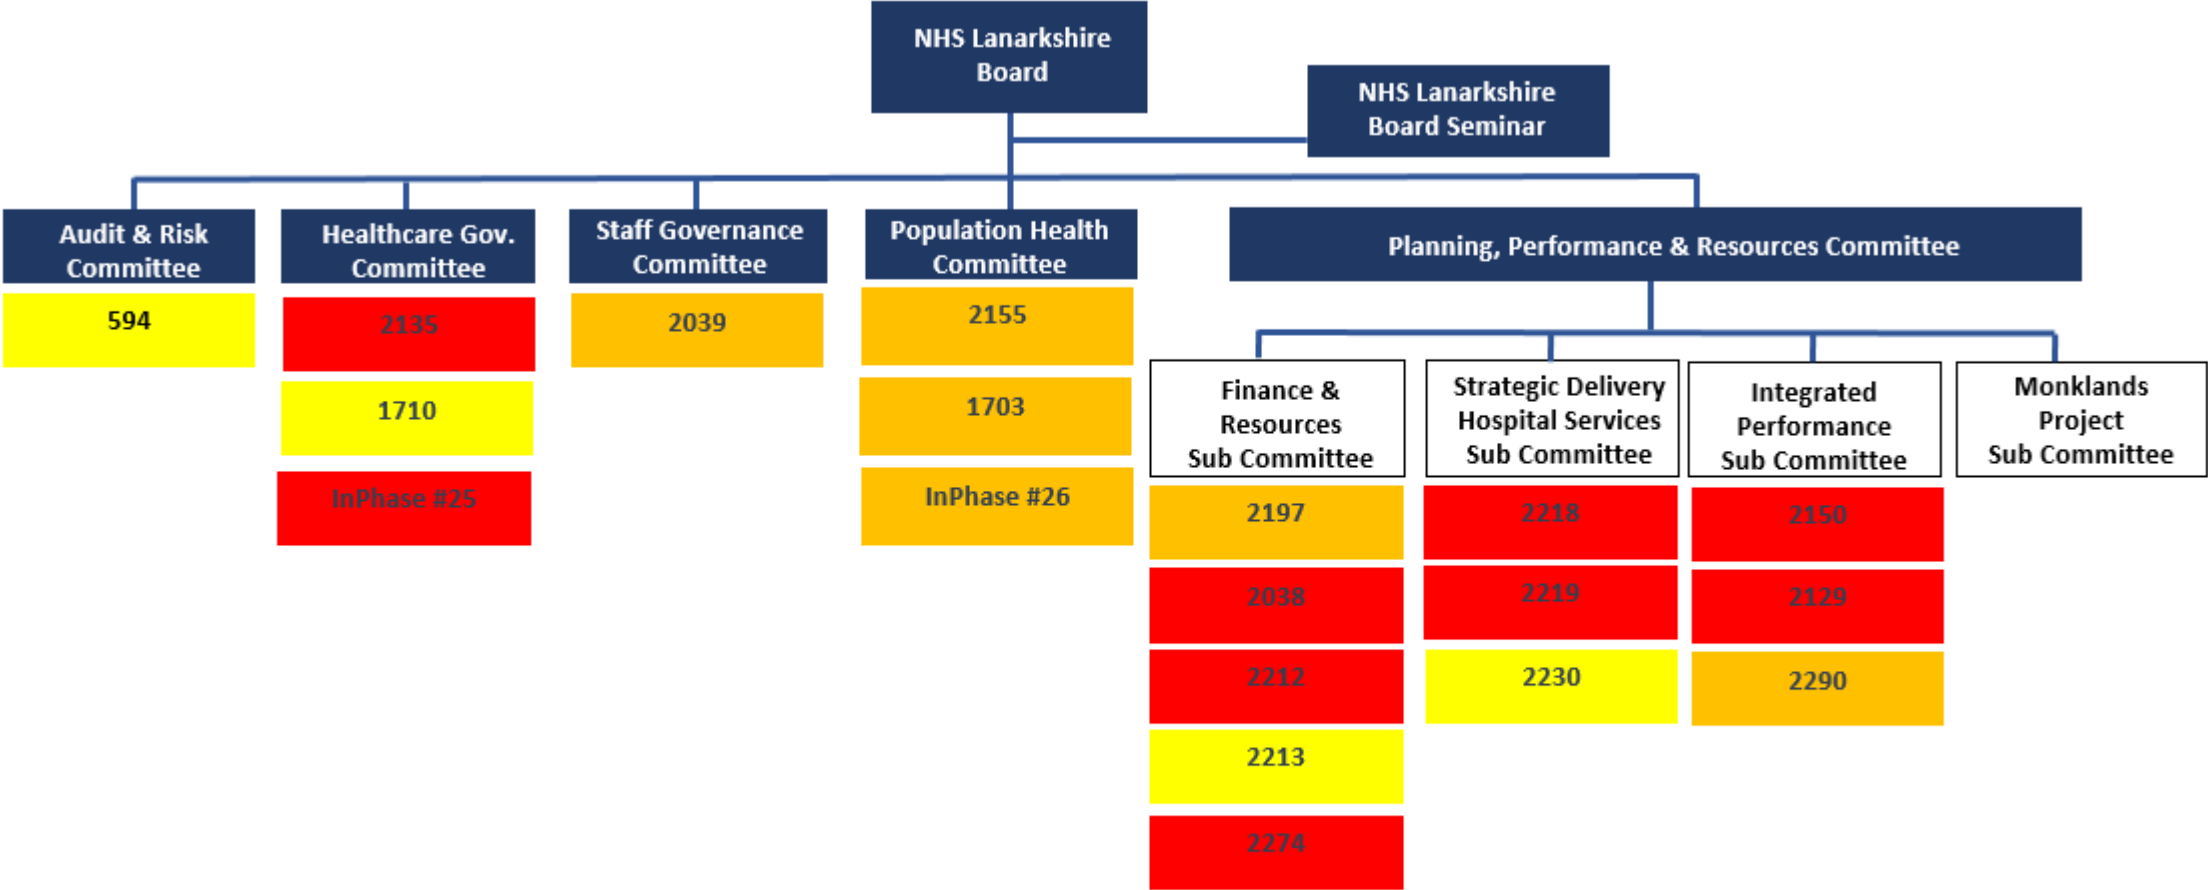 NHS Lanarkshire
Board
NHS Lanarkshire
Board Seminar
Audit & Risk
Committee
594
Healthcare Gov.
Committee
2135
1710
InPhase #25
Staff Governance
Committee
2039
Population Health
Committee
2155
1703
InPhase #26
Planning, Performance & Resources Committee
Finance &
Resources
Sub Committee
2197
2038
2212
2213
2274
Strategic Delivery
Hospital Services
Sub Committee
2218
2219
2230
Integrated
Performance
Sub Committee
2150
2129
2290
Monklands
Project
Sub Committee